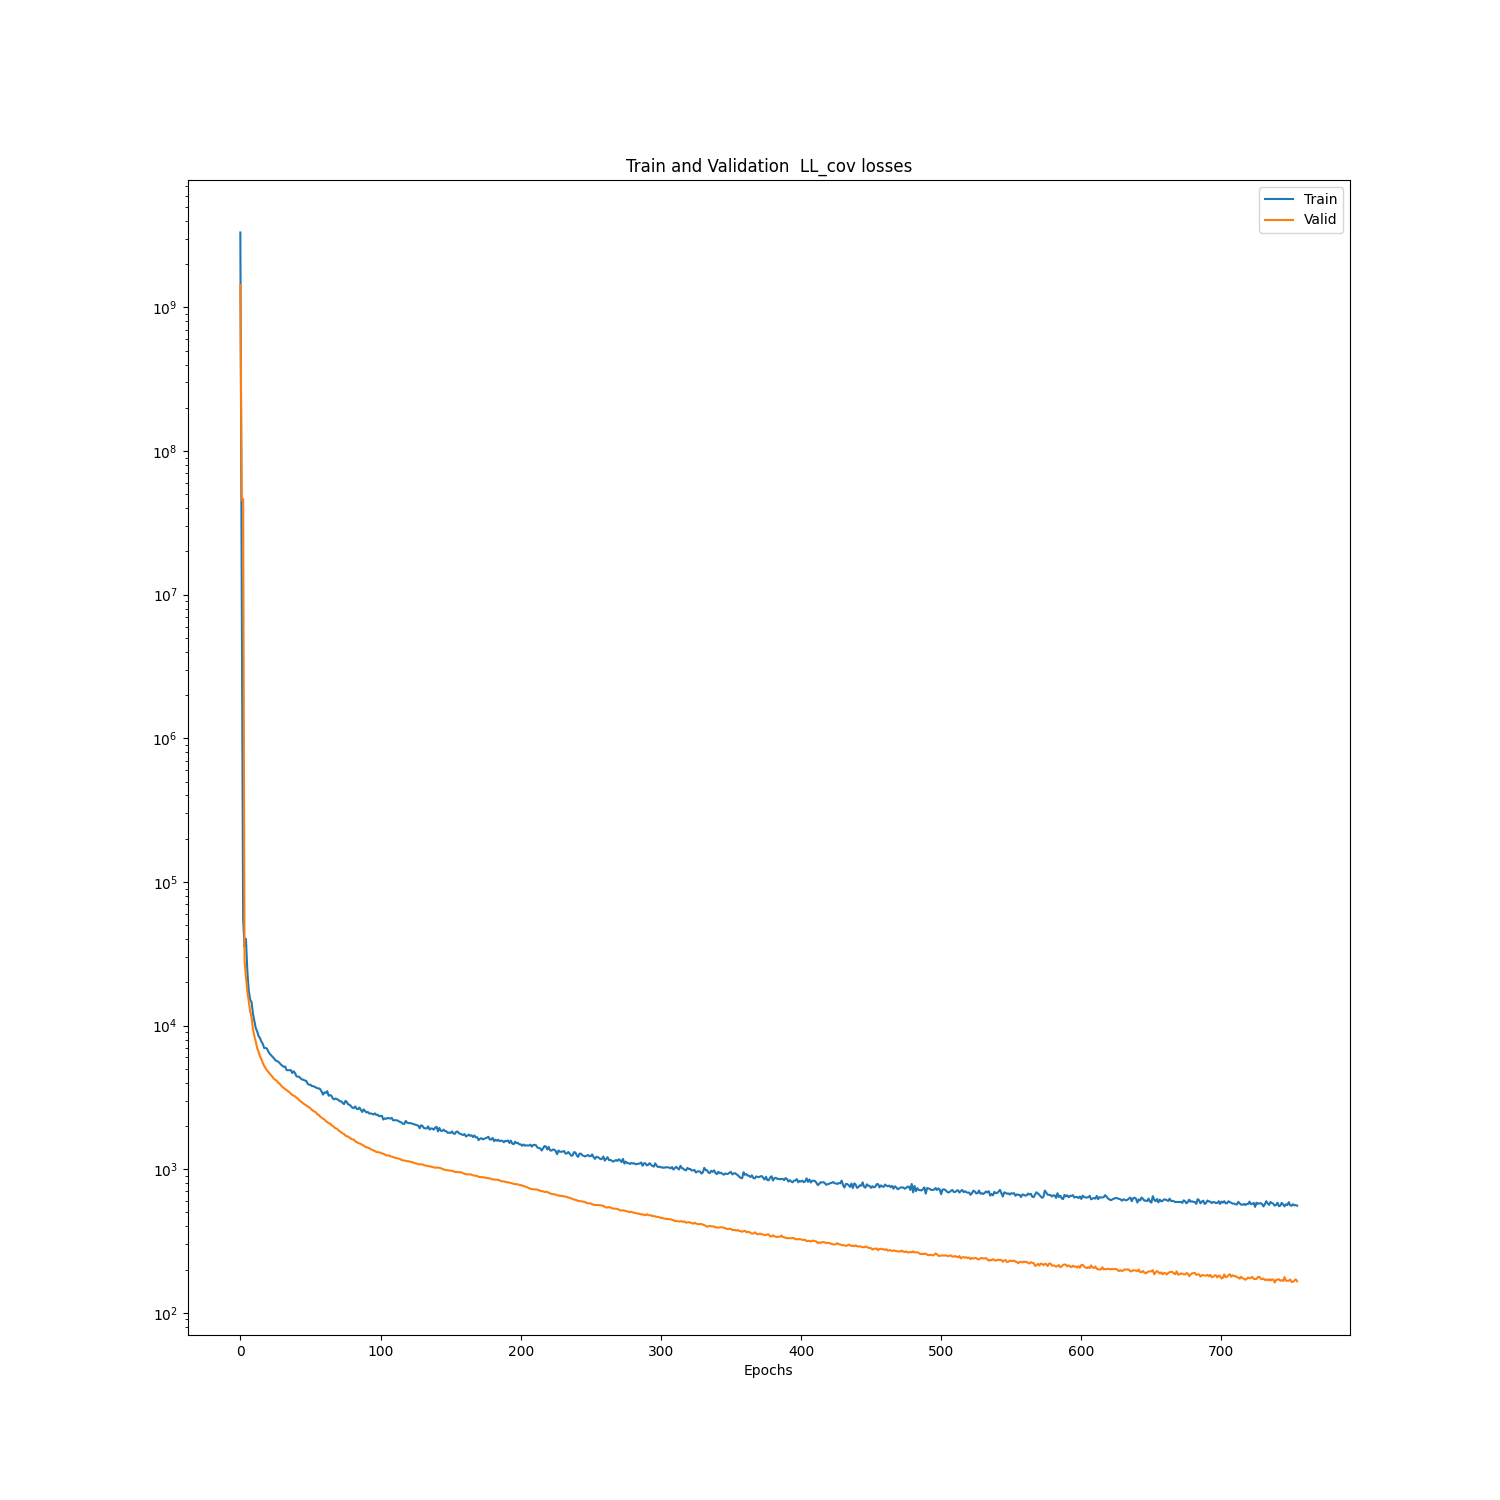 Train and Validation  LL_cov losses
Train
Valid
10⁹
10⁸
10⁷
10⁶
10⁵
10⁴
10³
10²
0 100 200 300 400 500 600 700
Epochs